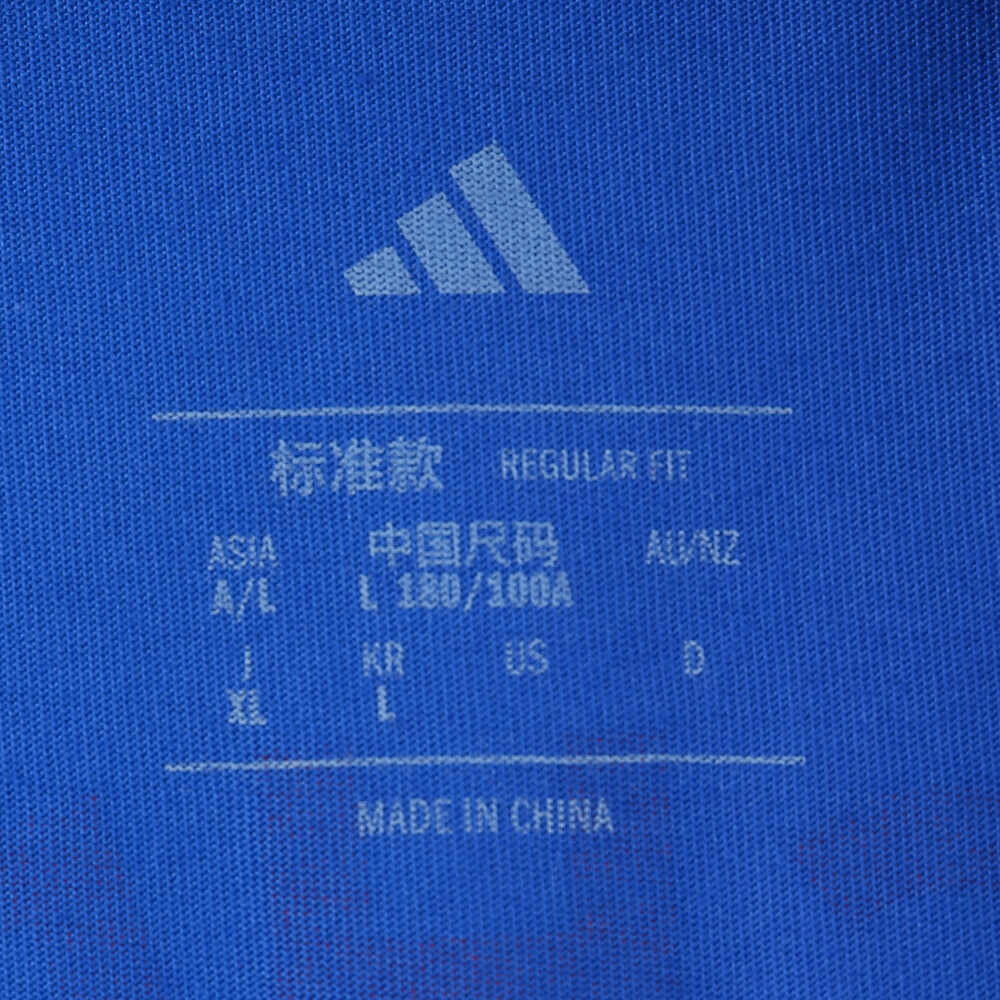 标准款 REGULAR FIT
ASIA 中国尺码 AU/NZ
A/L L 180/100A
J KR US D
XL L
MADE IN CHINA